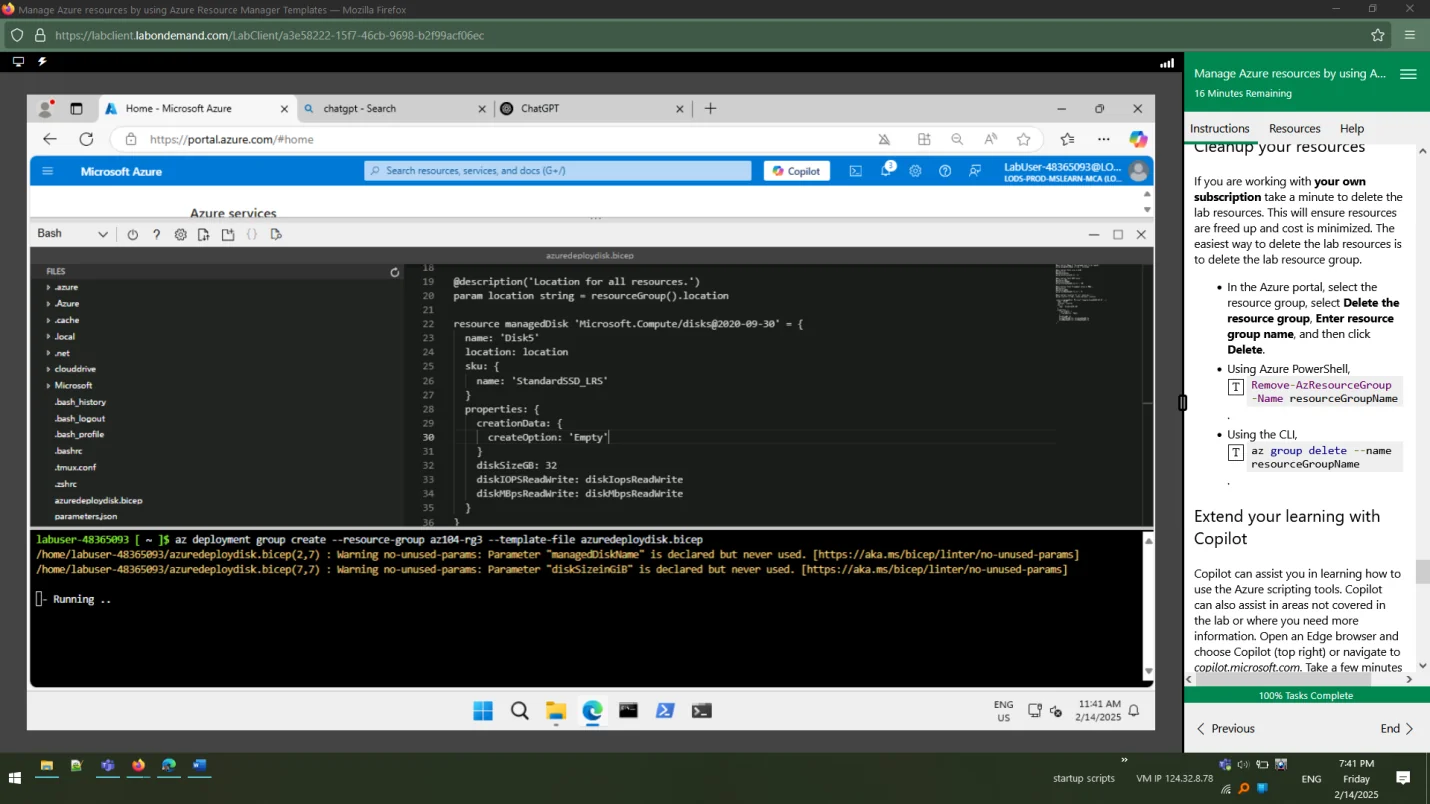 Manage Azure resources by using Azure Resource Manager Templates — Mozilla Firefox
https://labclient.labondemand.com/LabClient/a3e58222-15f7-46cb-9698-b2f99acf06ec
Home - Microsoft Azure
chatgpt - Search
ChatGPT
https://portal.azure.com/#home
Microsoft Azure
Search resources, services, and docs (G+/)
Copilot
3
LabUser-48365093@LO...
LODS-PROD-MSLEARN-MCA (LO...
Azure services
Bash
azuredeploydisk.bicep
FILES
.azure
.Azure
.cache
.local
.net
clouddrive
Microsoft
.bash_history
.bash_logout
.bash_profile
.bashrc
.tmux.conf
.zshrc
azuredeploydisk.bicep
parameters.json
18
19 @description('Location for all resources.')
20 param location string = resourceGroup().location
21
22 resource managedDisk 'Microsoft.Compute/disks@2020-09-30' = {
23 name: 'Disk5'
24 location: location
25 sku: {
26 name: 'StandardSSD_LRS'
27 }
28 properties: {
29 creationData: {
30 createOption: 'Empty'
31 }
32 diskSizeGB: 32
33 diskIOPSReadWrite: diskIopsReadWrite
34 diskMBpsReadWrite: diskMbpsReadWrite
35 }
36 }
labuser-48365093 [ ~ ]$ az deployment group create --resource-group az104-rg3 --template-file azuredeploydisk.bicep
/home/labuser-48365093/azuredeploydisk.bicep(2,7) : Warning no-unused-params: Parameter "managedDiskName" is declared but never used. [https://aka.ms/bicep/linter/no-unused-params]
/home/labuser-48365093/azuredeploydisk.bicep(7,7) : Warning no-unused-params: Parameter "diskSizeinGiB" is declared but never used. [https://aka.ms/bicep/linter/no-unused-params]
- Running ..
ENG
US
11:41 AM
2/14/2025
Manage Azure resources by using A...
16 Minutes Remaining
Instructions Resources Help
Cleanup your resources
If you are working with your own
subscription take a minute to delete the
lab resources. This will ensure resources
are freed up and cost is minimized. The
easiest way to delete the lab resources is
to delete the lab resource group.
• In the Azure portal, select the
resource group, select Delete the
resource group, Enter resource
group name, and then click
Delete.
• Using Azure PowerShell,
T Remove-AzResourceGroup
-Name resourceGroupName
.
• Using the CLI,
T az group delete --name
resourceGroupName
.
Extend your learning with
Copilot
Copilot can assist you in learning how to
use the Azure scripting tools. Copilot
can also assist in areas not covered in
the lab or where you need more
information. Open an Edge browser and
choose Copilot (top right) or navigate to
copilot.microsoft.com. Take a few minutes
100% Tasks Complete
Previous
End
startup scripts
VM IP 124.32.8.78
ENG
7:41 PM
Friday
2/14/2025